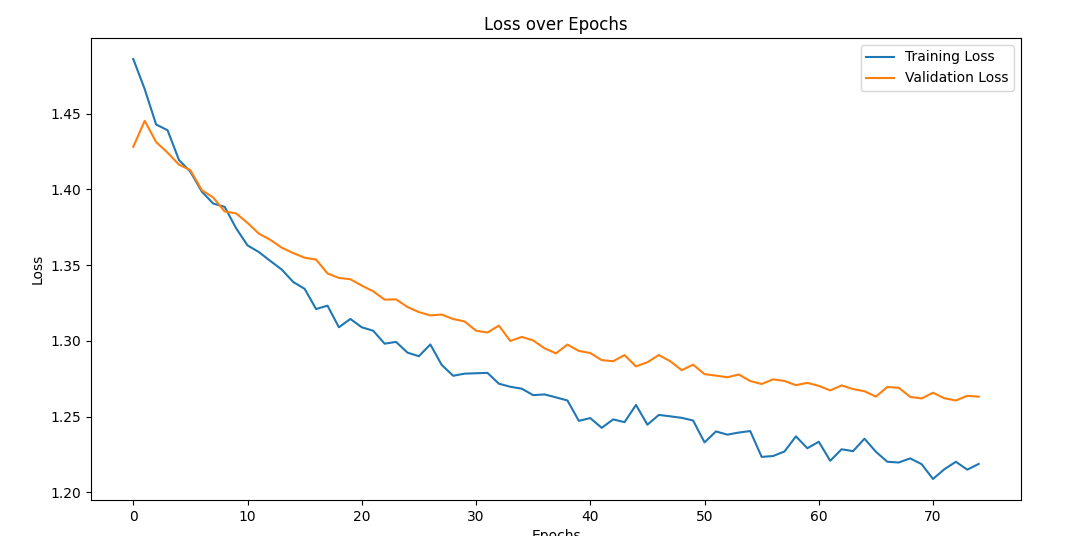 Loss over Epochs
Training Loss
Validation Loss
1.45
1.40
1.35
1.30
1.25
1.20
Loss
0 10 20 30 40 50 60 70
Epochs